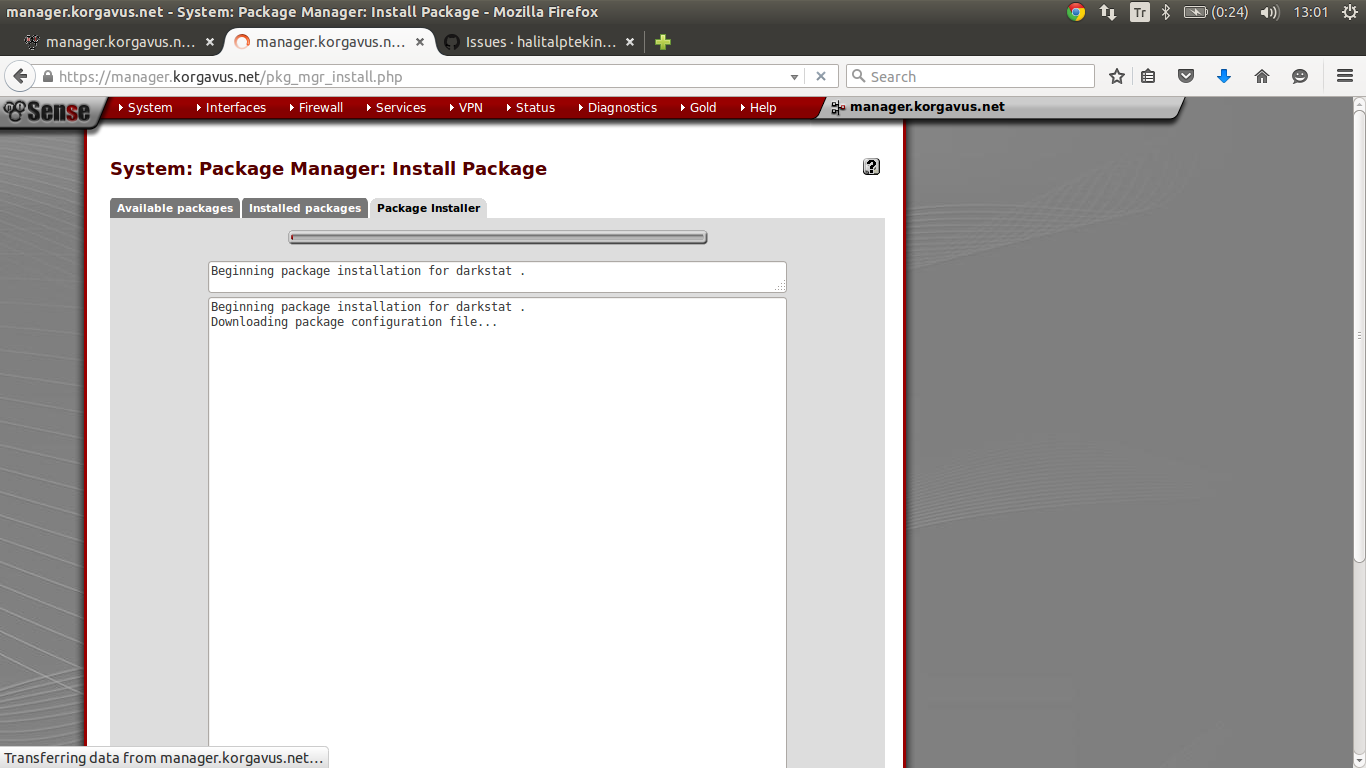 manager.korgavus.net - System: Package Manager: Install Package - Mozilla Firefox
Tr (0:24) 13:01
manager.korgavus.n... × manager.korgavus.n... × Issues · halitalptekin... ×
https://manager.korgavus.net/pkg_mgr_install.php Search
Sense System Interfaces Firewall Services VPN Status Diagnostics Gold Help manager.korgavus.net
System: Package Manager: Install Package ?
Available packages Installed packages Package Installer
Beginning package installation for darkstat .
Beginning package installation for darkstat .
Downloading package configuration file...
Transferring data from manager.korgavus.net…